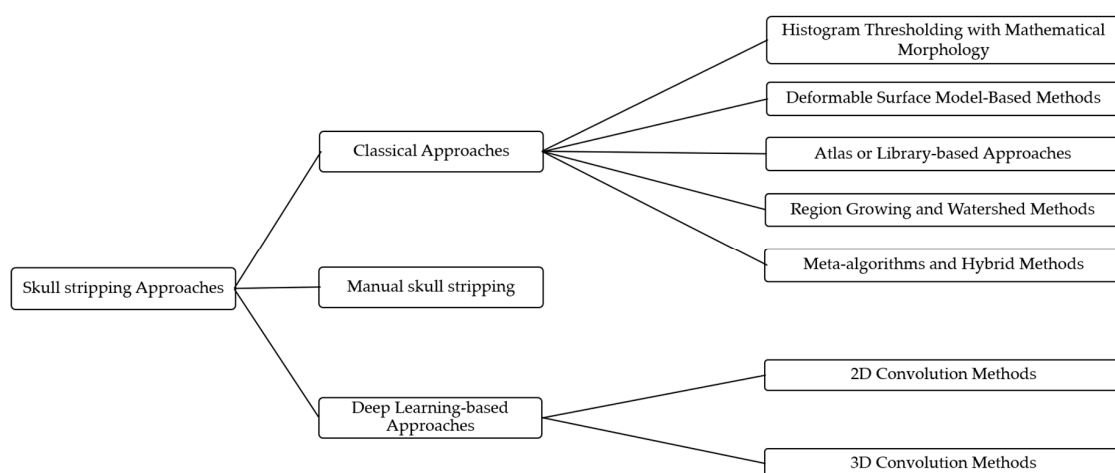 Histogram Thresholding with Mathematical
Morphology
Deformable Surface Model-Based Methods
Classical Approaches
Atlas or Library-based Approaches
Region Growing and Watershed Methods
Meta-algorithms and Hybrid Methods
Skull stripping Approaches
Manual skull stripping
2D Convolution Methods
Deep Learning-based
Approaches
3D Convolution Methods